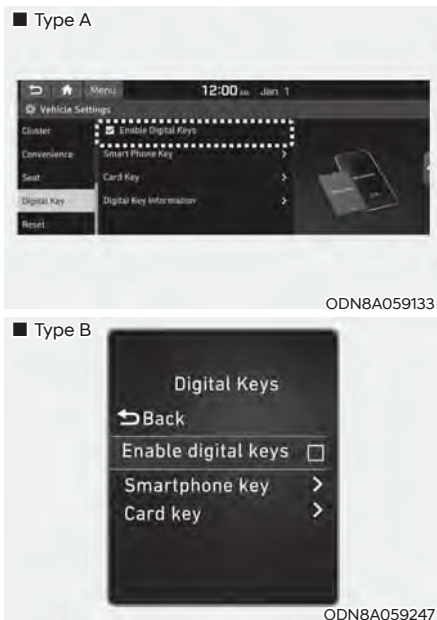 ■ Type A
Menu 12:00 AM Jan 1
Vehicle Settings
Cluster
Enable Digital Keys
Convenience
Smart Phone Key >
Seat
Card Key >
Digital Key
Digital Key Information >
Reset
ODN8A059133
■ Type B
Digital Keys
Back
Enable digital keys
Smartphone key >
Card key >
ODN8A059247